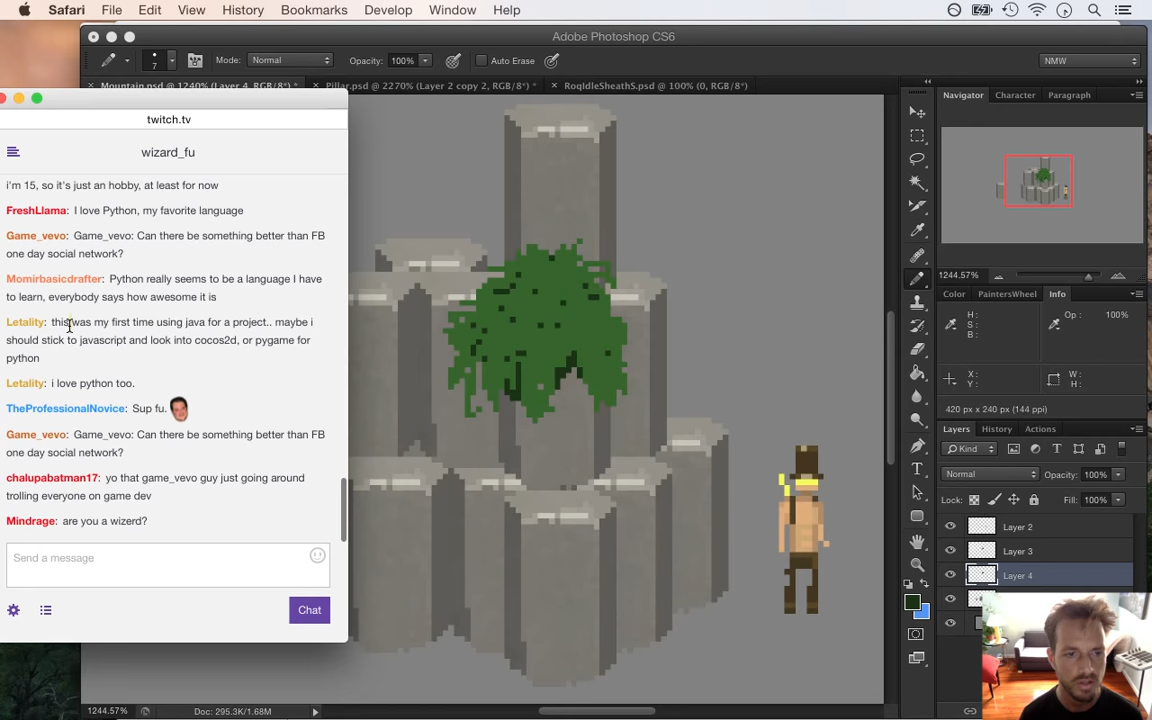 Safari File Edit View History Bookmarks Develop Window Help
Adobe Photoshop CS6
7 Mode: Normal Opacity: 100% Auto Erase NMW
Mountain.psd @ 1240% (Layer 4, RGB/8*) * Pillar.psd @ 2270% (Layer 2 copy 2, RGB/8*) * RoqIdleSheathS.psd @ 100% (0, RGB/8*)
twitch.tv
wizard_fu
i'm 15, so it's just an hobby, at least for now
FreshLlama: I love Python, my favorite language
Game_vevo: Game_vevo: Can there be something better than FB
one day social network?
Momirbasicdrafter: Python really seems to be a language I have
to learn, everybody says how awesome it is
Letality: this was my first time using java for a project.. maybe i
should stick to javascript and look into cocos2d, or pygame for
python
Letality: i love python too.
TheProfessionalNovice: Sup fu.
Game_vevo: Game_vevo: Can there be something better than FB
one day social network?
chalupabatman17: yo that game_vevo guy just going around
trolling everyone on game dev
Mindrage: are you a wizerd?
Send a message
Chat
Navigator Character Paragraph
1244.57%
Color PaintersWheel Info
H:
S:
B:
Op: 100%
X:
Y:
W:
H:
420 px x 240 px (144 ppi)
Layers History Actions
Kind
Normal Opacity: 100%
Lock: Fill: 100%
Layer 2
Layer 3
Layer 4
1244.57% Doc: 295.3K/1.68M